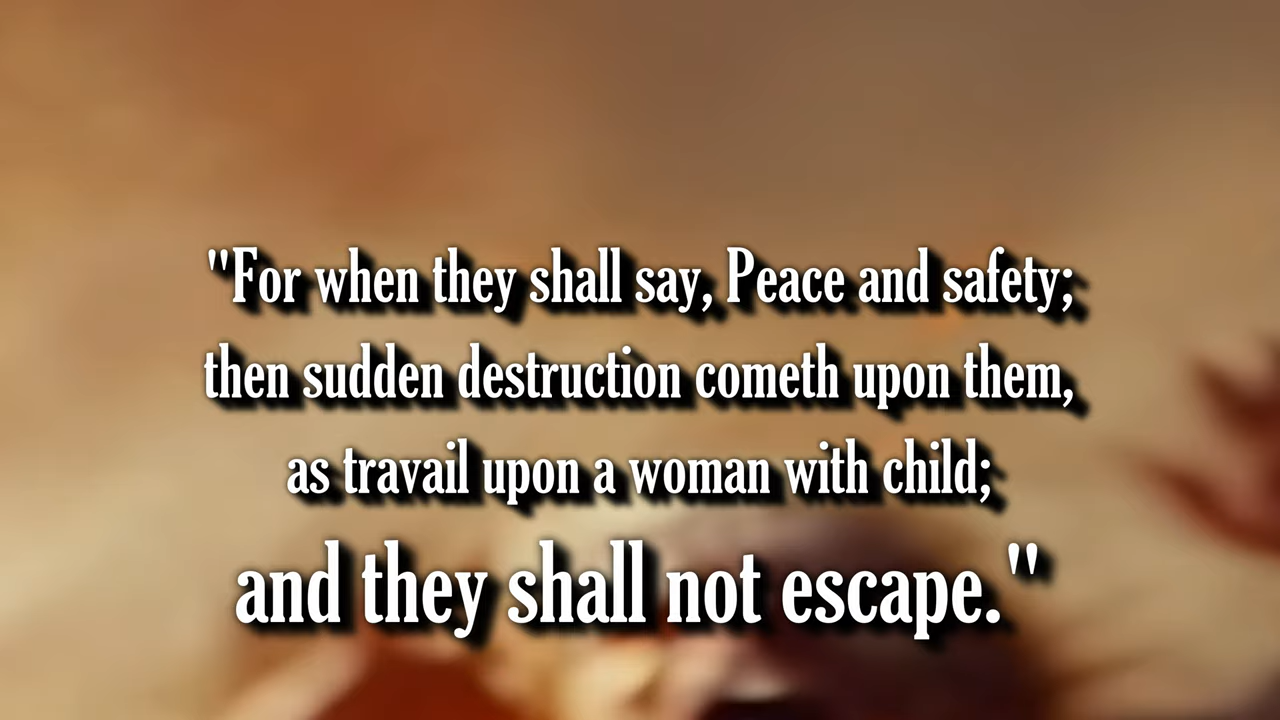 "For when they shall say, Peace and safety;
then sudden destruction cometh upon them,
as travail upon a woman with child;
and they shall not escape."